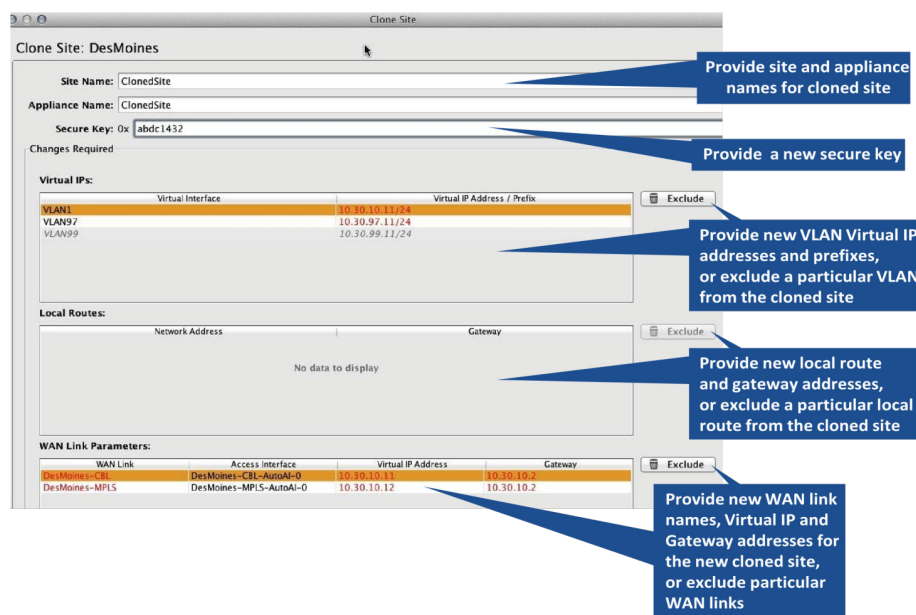 Clone Site
Clone Site: DesMoines
Site Name: ClonedSite
Appliance Name: ClonedSite
Secure Key: 0x abdc1432
Changes Required
Virtual IPs:
Virtual Interface Virtual IP Address / Prefix
VLAN1 10.30.10.11/24
VLAN97 10.30.97.11/24
VLAN99 10.30.99.11/24
Exclude
Local Routes:
Network Address Gateway
No data to display
Exclude
WAN Link Parameters:
WAN Link Access Interface Virtual IP Address Gateway
DesMoines-CBL DesMoines-CBL-AutoAI-0 10.30.10.11 10.30.10.2
DesMoines-MPLS DesMoines-MPLS-AutoAI-0 10.30.10.12 10.30.10.2
Exclude
Provide site and appliance
names for cloned site
Provide a new secure key
Provide new VLAN Virtual IP
addresses and prefixes,
or exclude a particular VLAN
from the cloned site
Provide new local route
and gateway addresses,
or exclude a particular local
route from the cloned site
Provide new WAN link
names, Virtual IP and
Gateway addresses for
the new cloned site,
or exclude particular
WAN links